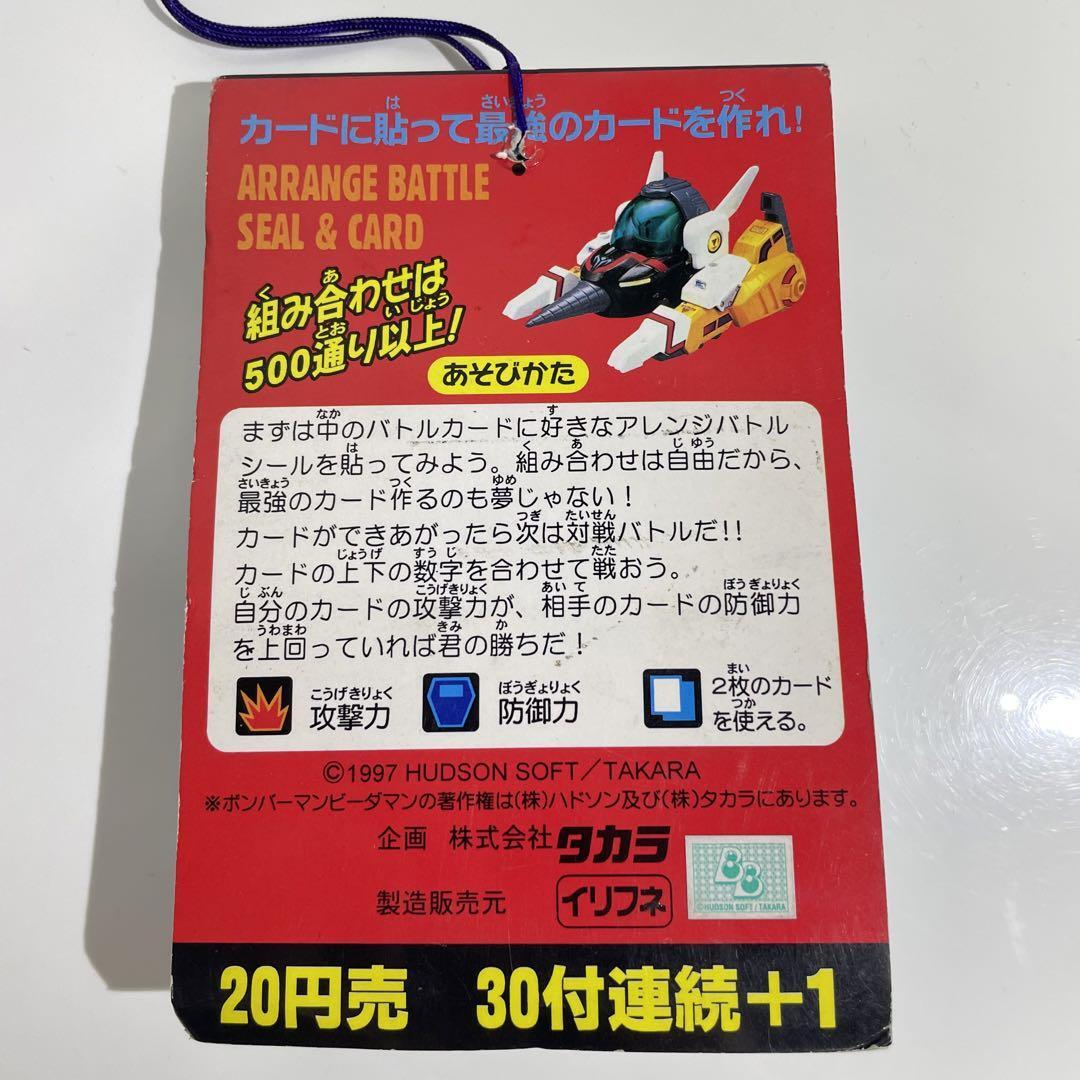 カードに貼って最強のカードを作れ!
ARRANGE BATTLE
SEAL & CARD
組み合わせは
500通り以上!
あそびかた
まずは中のバトルカードに好きなアレンジバトル
シールを貼ってみよう。組み合わせは自由だから、
最強のカード作るのも夢じゃない!
カードができあがったら次は対戦バトルだ!!
カードの上下の数字を合わせて戦おう。
自分のカードの攻撃力が、相手のカードの防御力
を上回っていれば君の勝ちだ!
攻撃力
防御力
2枚のカード
を使える。
©1997 HUDSON SOFT/TAKARA
※ボンバーマンビーダマンの著作権は(株)ハドソン及び(株)タカラにあります。
企画 株式会社タカラ
製造販売元 イリフネ
BB
©HUDSON SOFT/TAKARA
20円売 30付連続+1